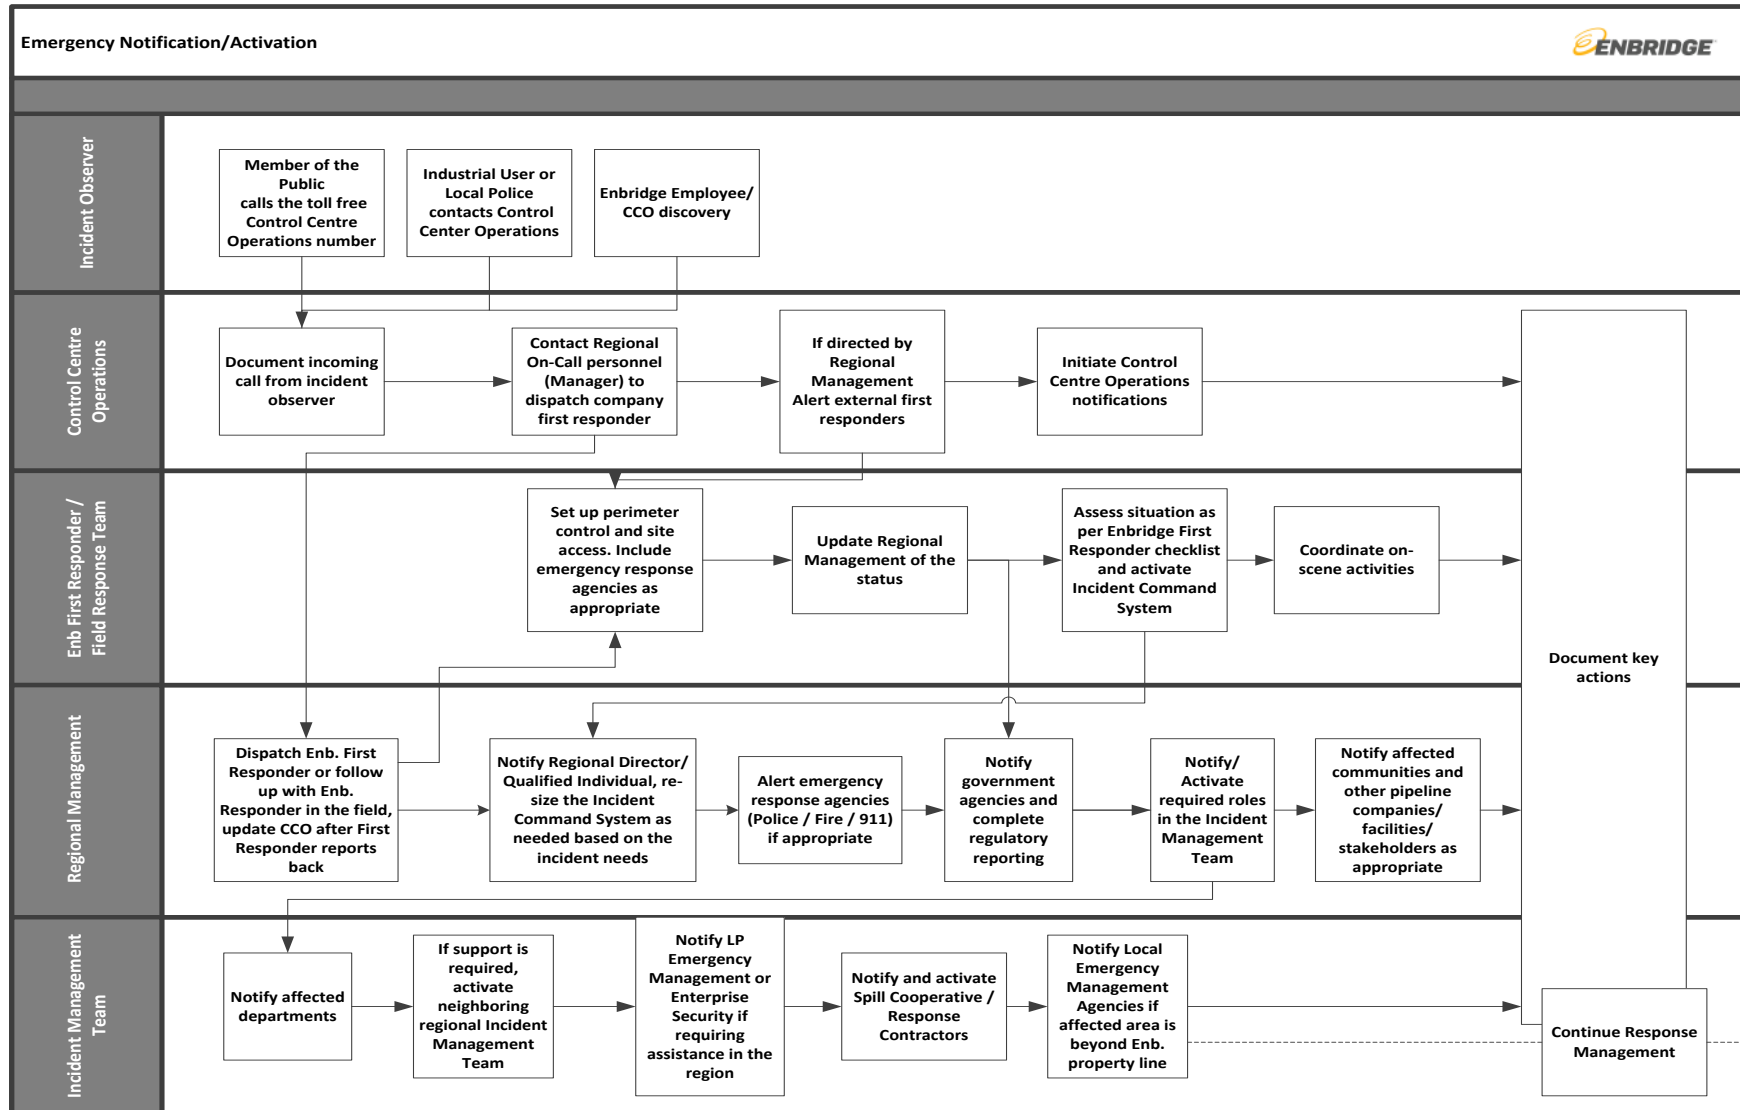 Emergency Notification/Activation
ENBRIDGE
Incident Observer
Member of the
Public
calls the toll free
Control Centre
Operations number
Industrial User or
Local Police
contacts Control
Center Operations
Enbridge Employee/
CCO discovery
Control Centre
Operations
Document incoming
call from incident
observer
Contact Regional
On-Call personnel
(Manager) to
dispatch company
first responder
If directed by
Regional
Management
Alert external first
responders
Initiate Control
Centre Operations
notifications
Enb First Responder /
Field Response Team
Set up perimeter
control and site
access. Include
emergency response
agencies as
appropriate
Update Regional
Management of the
status
Assess situation as
per Enbridge First
Responder checklist
and activate
Incident Command
System
Coordinate on-
scene activities
Document key
actions
Regional Management
Dispatch Enb. First
Responder or follow
up with Enb.
Responder in the field,
update CCO after First
Responder reports
back
Notify Regional Director/
Qualified Individual, re-
size the Incident
Command System as
needed based on the
incident needs
Alert emergency
response agencies
(Police / Fire / 911)
if appropriate
Notify
government
agencies and
complete
regulatory
reporting
Notify/
Activate
required roles
in the Incident
Management
Team
Notify affected
communities and
other pipeline
companies/
facilities/
stakeholders as
appropriate
Incident Management
Team
Notify affected
departments
If support is
required,
activate
neighboring
regional Incident
Management
Team
Notify LP
Emergency
Management or
Enterprise
Security if
requiring
assistance in the
region
Notify and activate
Spill Cooperative /
Response
Contractors
Notify Local
Emergency
Management
Agencies if
affected area is
beyond Enb.
property line
Continue Response
Management